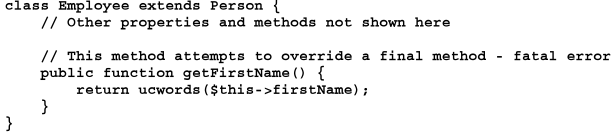 class Employee extends Person {
    // Other properties and methods not shown here

    // This method attempts to override a final method - fatal error
    public function getFirstName() {
        return ucwords($this->firstName);
    }
}